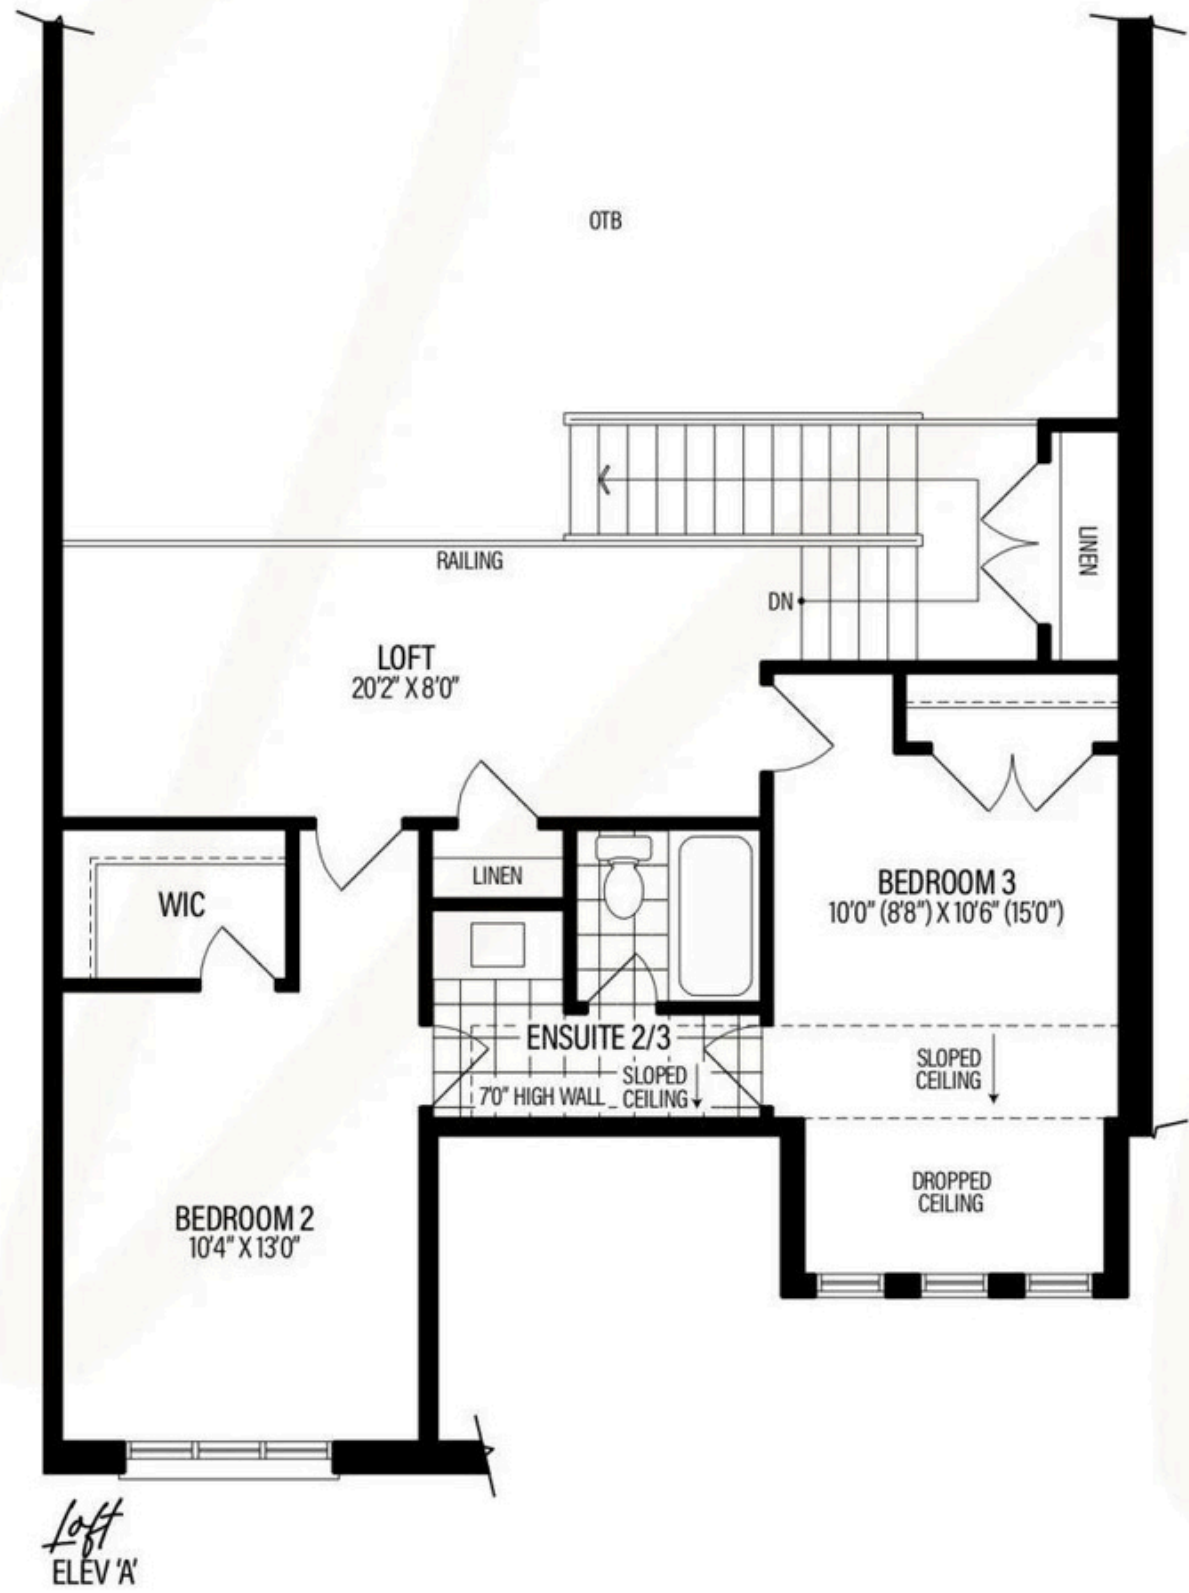 OTB
RAILING
LINEN
DN
LOFT
20'2" X 8'0"
WIC
LINEN
BEDROOM 3
10'0" (8'8") X 10'6" (15'0")
ENSUITE 2/3
7'0" HIGH WALL
SLOPED
CEILING
SLOPED
CEILING
DROPPED
CEILING
BEDROOM 2
10'4" X 13'0"
Loft
ELEV 'A'